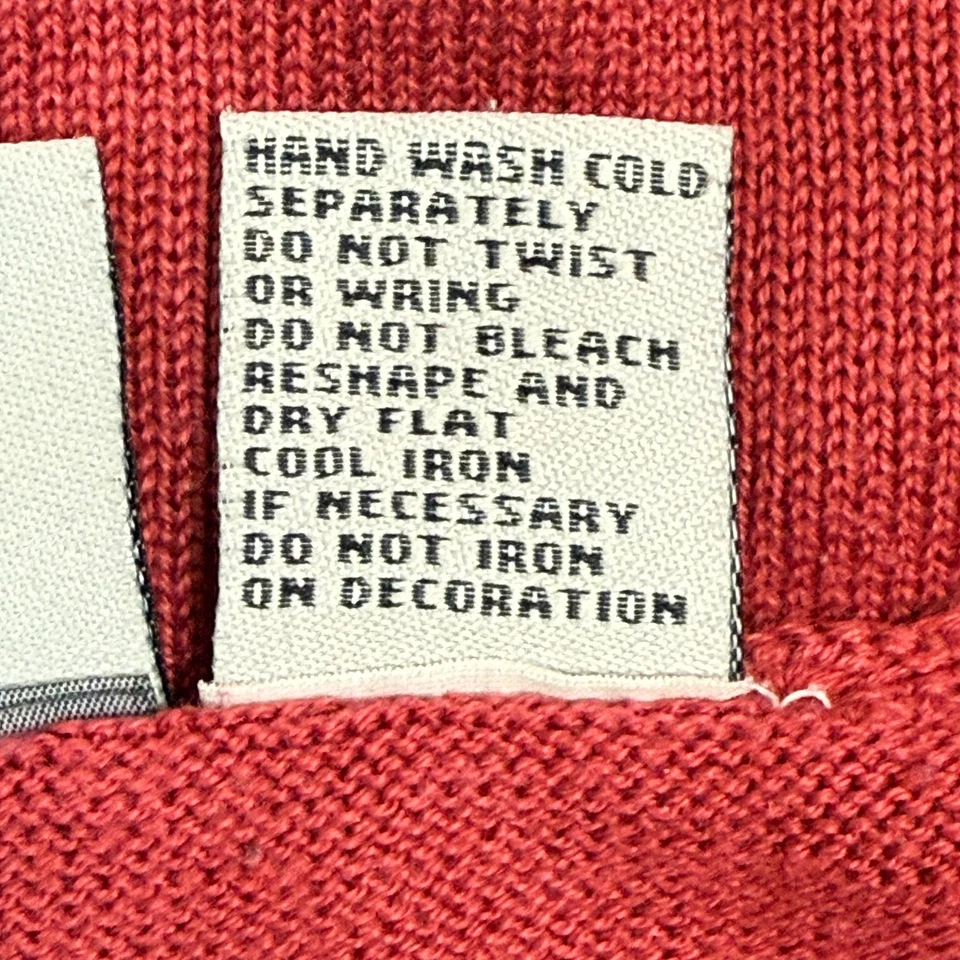 HAND WASH COLD
SEPARATELY
DO NOT TWIST
OR WRING
DO NOT BLEACH
RESHAPE AND
DRY FLAT
COOL IRON
IF NECESSARY
DO NOT IRON
ON DECORATION